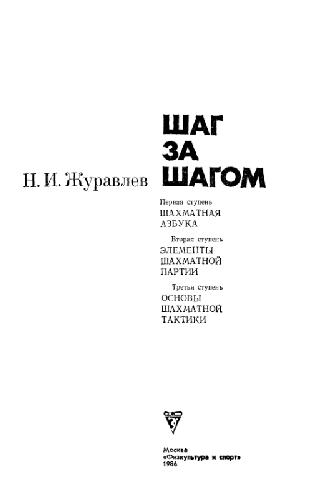 ШАГ
ЗА
Н. И. Журавлев ШАГОМ
Первая ступень
ШАХМАТНАЯ
АЗБУКА
Вторая ступень
ЭЛЕМЕНТЫ
ШАХМАТНОЙ
ПАРТИИ
Третья ступень
ОСНОВЫ
ШАХМАТНОЙ
ТАКТИКИ
Москва
«Физкультура и спорт»
1986